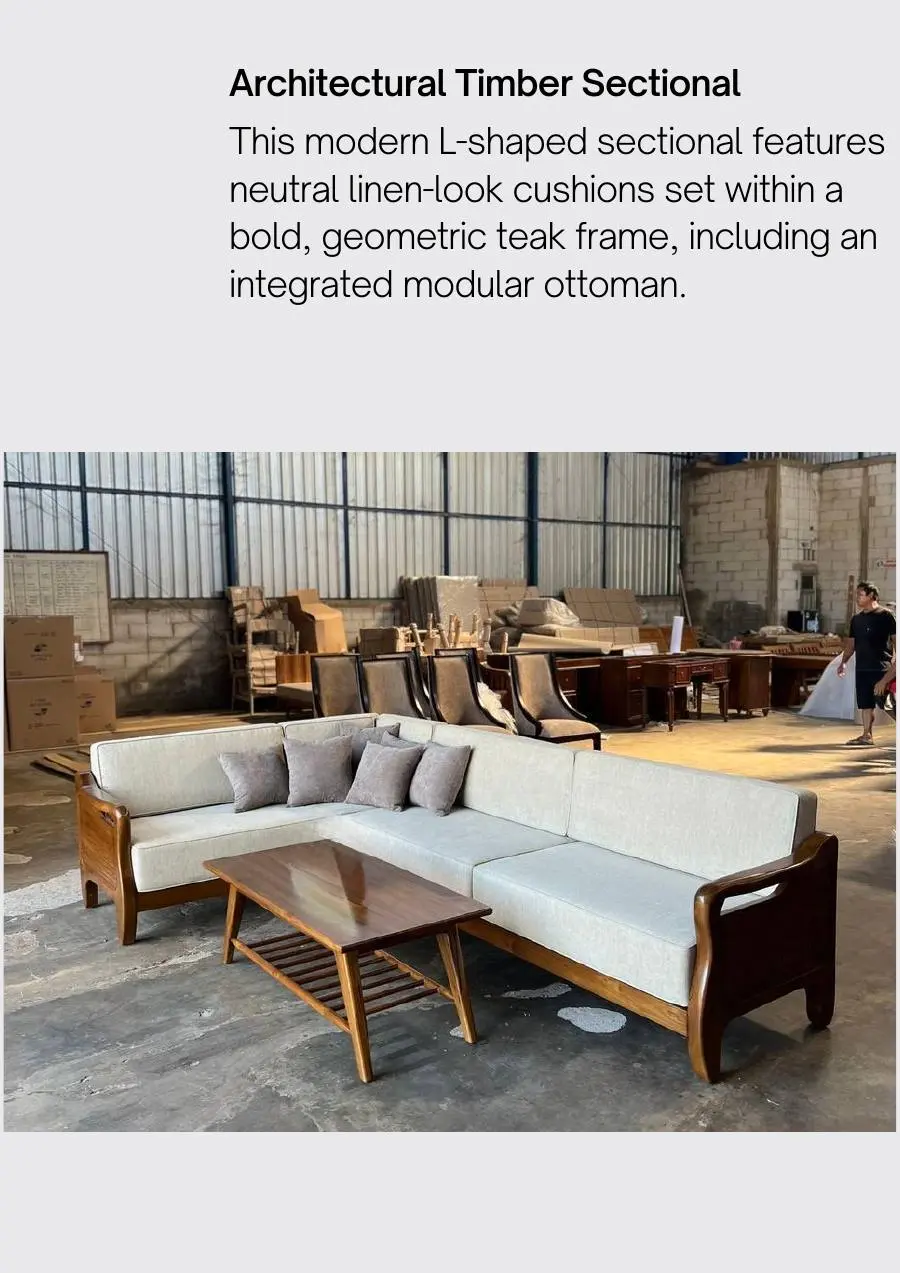 Architectural Timber Sectional
This modern L-shaped sectional features
neutral linen-look cushions set within a
bold, geometric teak frame, including an
integrated modular ottoman.